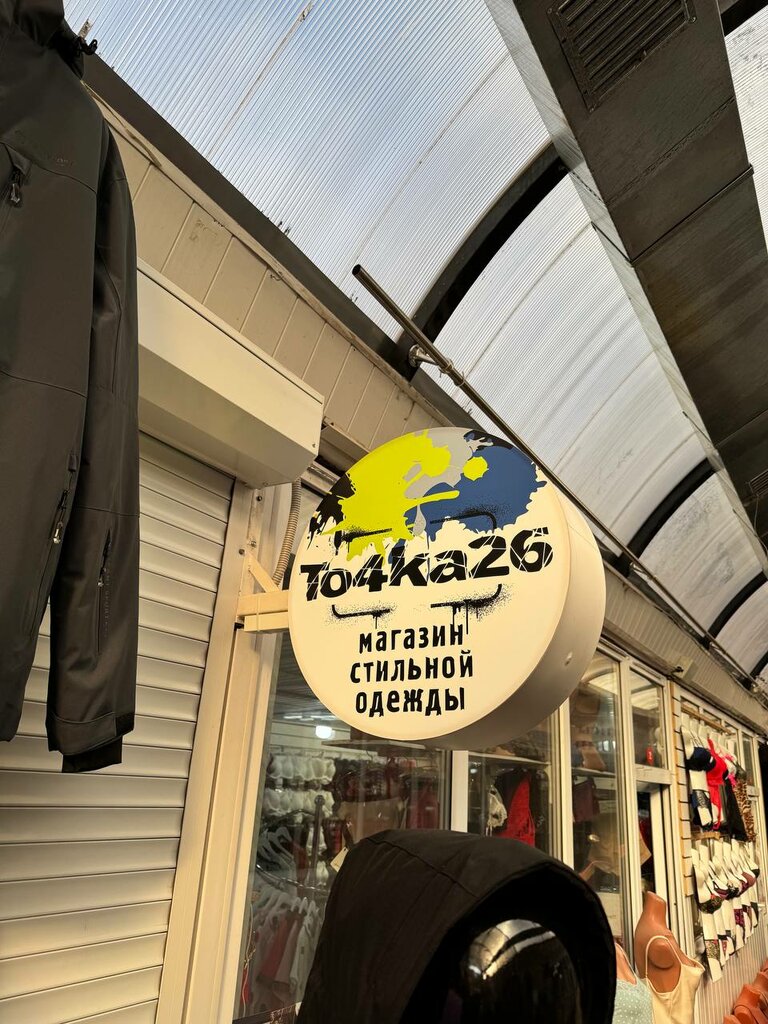 To4ka26
магазин
стильной
одежды